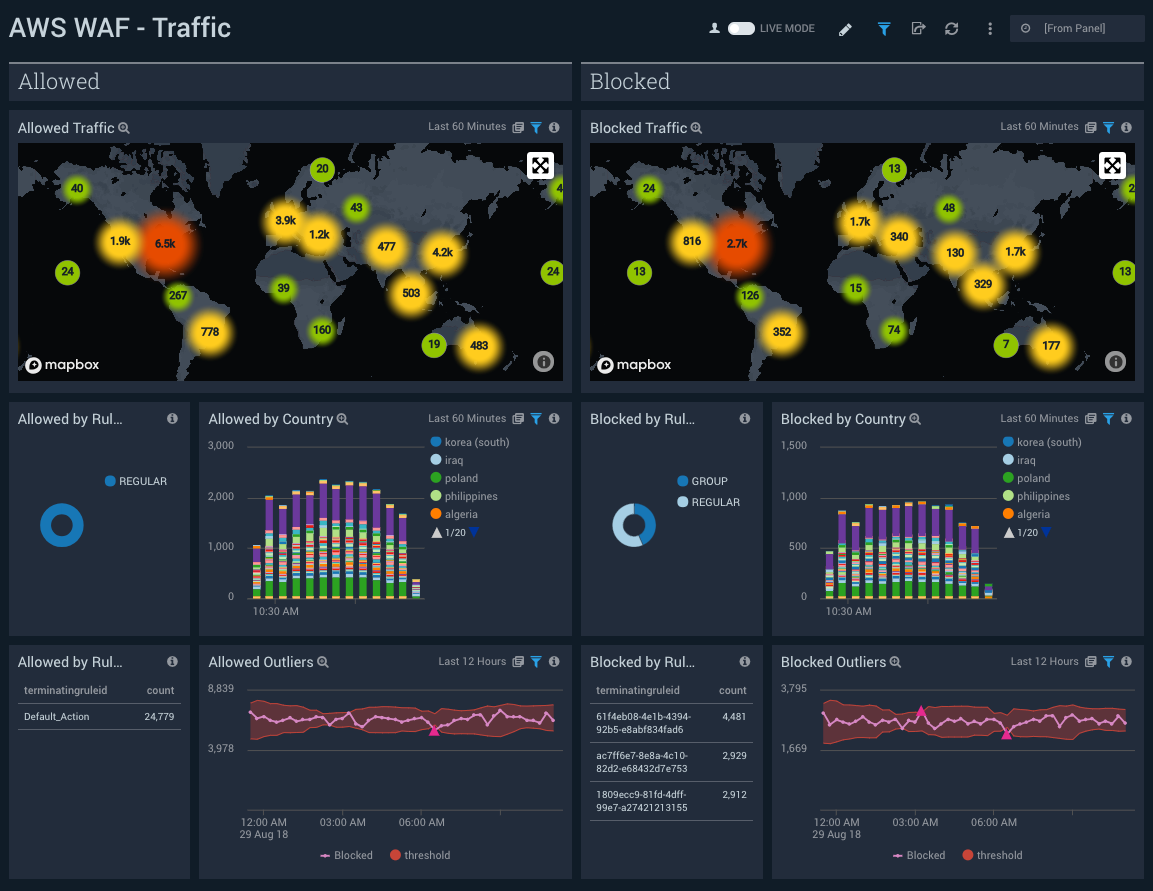 AWS WAF - Traffic
LIVE MODE
[From Panel]
Allowed
Blocked
Allowed Traffic
Last 60 Minutes
40
20
4
43
3.9k
1.2k
1.9k
6.5k
477
4.2k
24
24
39
267
503
778
160
19
483
mapbox
Blocked Traffic
Last 60 Minutes
24
13
2
48
1.7k
340
816
2.7k
130
1.7k
13
13
15
126
329
352
74
7
177
mapbox
Allowed by Rul...
REGULAR
Allowed by Country
Last 60 Minutes
3,000
2,000
1,000
0
10:30 AM
korea (south)
iraq
poland
philippines
algeria
1/20
Blocked by Rul...
GROUP
REGULAR
Blocked by Country
Last 60 Minutes
1,500
1,000
500
0
10:30 AM
korea (south)
iraq
poland
philippines
algeria
1/20
Allowed by Rul...
terminatingruleid count
Default_Action 24,779
Allowed Outliers
Last 12 Hours
8,839
3,978
12:00 AM 03:00 AM 06:00 AM
29 Aug 18
Blocked threshold
Blocked by Rul...
terminatingruleid count
61f4eb08-4e1b-4394- 4,481
92b5-e8abf834fad6
ac7ff6e7-8e8a-4c10- 2,929
82d2-e68432d7e753
1809ecc9-81fd-4dff- 2,912
99e7-a27421213155
Blocked Outliers
Last 12 Hours
3,795
1,669
12:00 AM 03:00 AM 06:00 AM
29 Aug 18
Blocked threshold